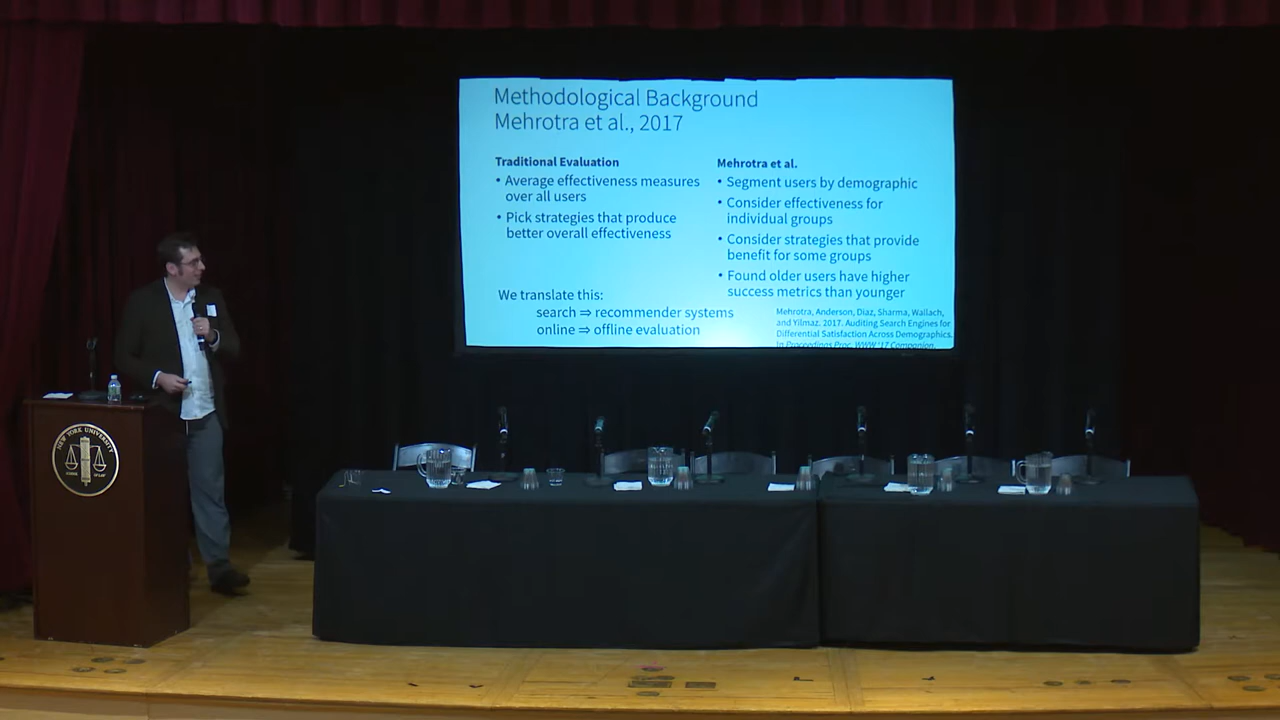 Methodological Background
Mehrotra et al., 2017
Traditional Evaluation
• Average effectiveness measures
over all users
• Pick strategies that produce
better overall effectiveness
Mehrotra et al.
• Segment users by demographic
• Consider effectiveness for
individual groups
• Consider strategies that provide
benefit for some groups
• Found older users have higher
success metrics than younger
We translate this:
search ⇒ recommender systems
online ⇒ offline evaluation
Mehrotra, Anderson, Diaz, Sharma, Wallach,
and Yilmaz. 2017. Auditing Search Engines for
Differential Satisfaction Across Demographics.
In Proceedings Proc. WWW '17 Companion.
NEW YORK UNIVERSITY